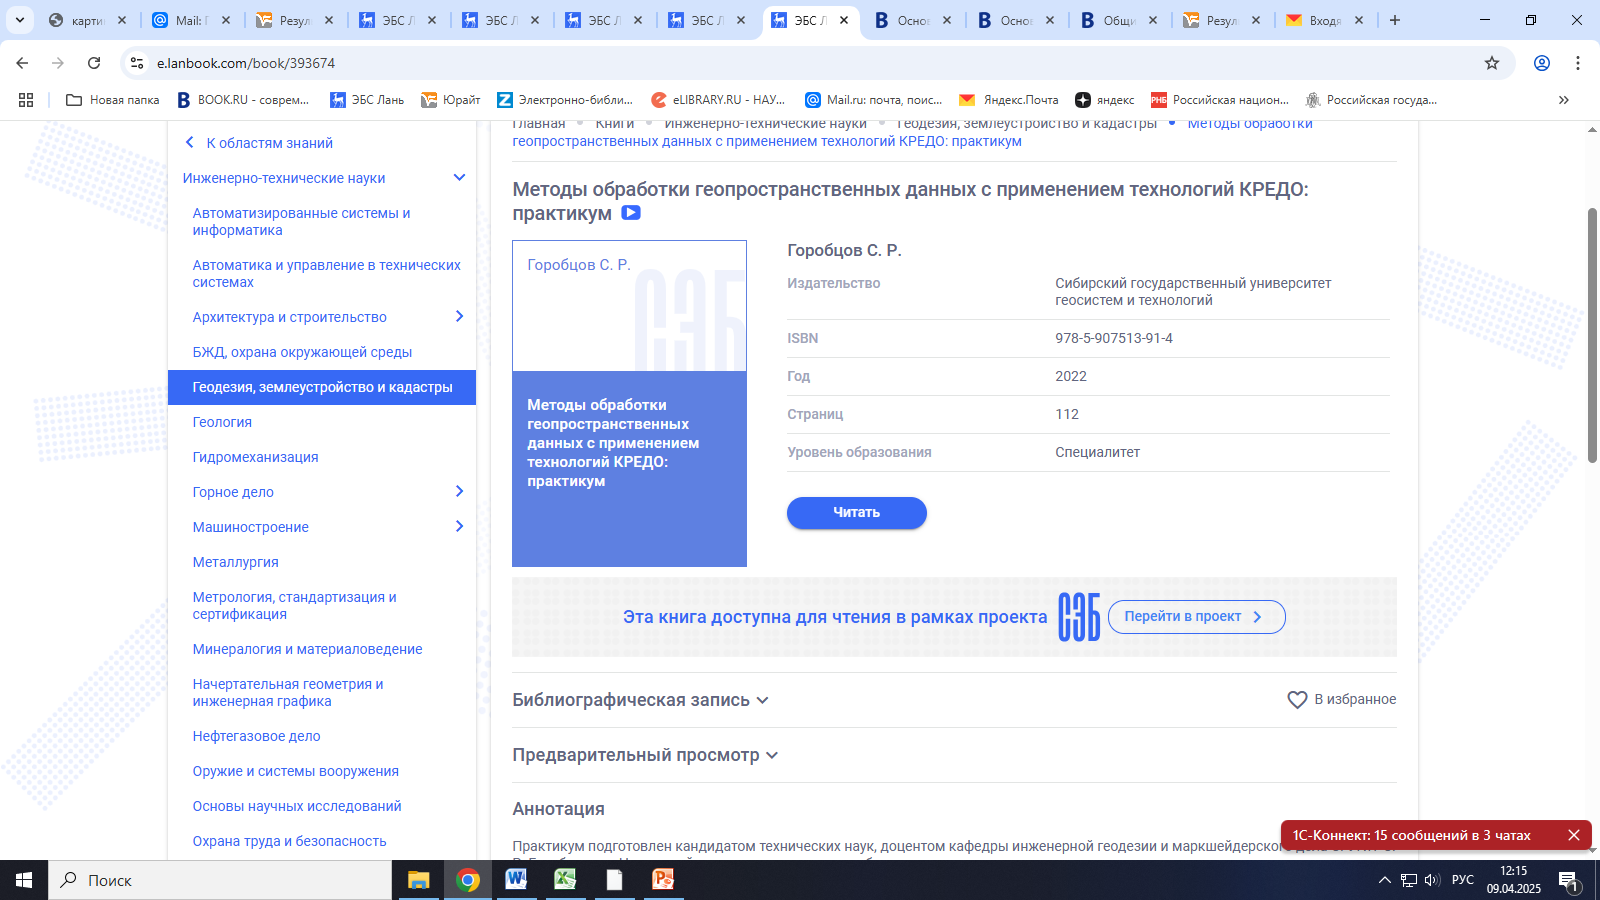 карти
Mail: Г
Резул
ЭБС Л
ЭБС Л
ЭБС Л
ЭБС Л
ЭБС Л
Основ
Основ
Общи
Резул
Входя
e.lanbook.com/book/393674
Новая папка
BOOK.RU - соврем...
ЭБС Лань
Юрайт
Электронно-библи...
eLIBRARY.RU - НАУ...
Mail.ru: почта, поис...
Яндекс.Почта
яндекс
Российская национ...
Российская госуда...
К областям знаний
Инженерно-технические науки
Автоматизированные системы и
информатика
Автоматика и управление в технических
системах
Архитектура и строительство
БЖД, охрана окружающей среды
Геодезия, землеустройство и кадастры
Геология
Гидромеханизация
Горное дело
Машиностроение
Металлургия
Метрология, стандартизация и
сертификация
Минералогия и материаловедение
Начертательная геометрия и
инженерная графика
Нефтегазовое дело
Оружие и системы вооружения
Основы научных исследований
Охрана труда и безопасность
Главная • Книги • Инженерно-технические науки • Геодезия, землеустройство и кадастры • Методы обработки
геопространственных данных с применением технологий КРЕДО: практикум
Методы обработки геопространственных данных с применением технологий КРЕДО:
практикум
Горобцов С. Р.
СЭБ
Методы обработки
геопространственных
данных с применением
технологий КРЕДО:
практикум
Горобцов С. Р.
Издательство Сибирский государственный университет
геосистем и технологий
ISBN 978-5-907513-91-4
Год 2022
Страниц 112
Уровень образования Специалитет
Читать
Эта книга доступна для чтения в рамках проекта СЭБ Перейти в проект
Библиографическая запись
В избранное
Предварительный просмотр
Аннотация
Практикум подготовлен кандидатом технических наук, доцентом кафедры инженерной геодезии и маркшейдерского
1С-Коннект: 15 сообщений в 3 чатах
Поиск
РУС
12:15
09.04.2025
1